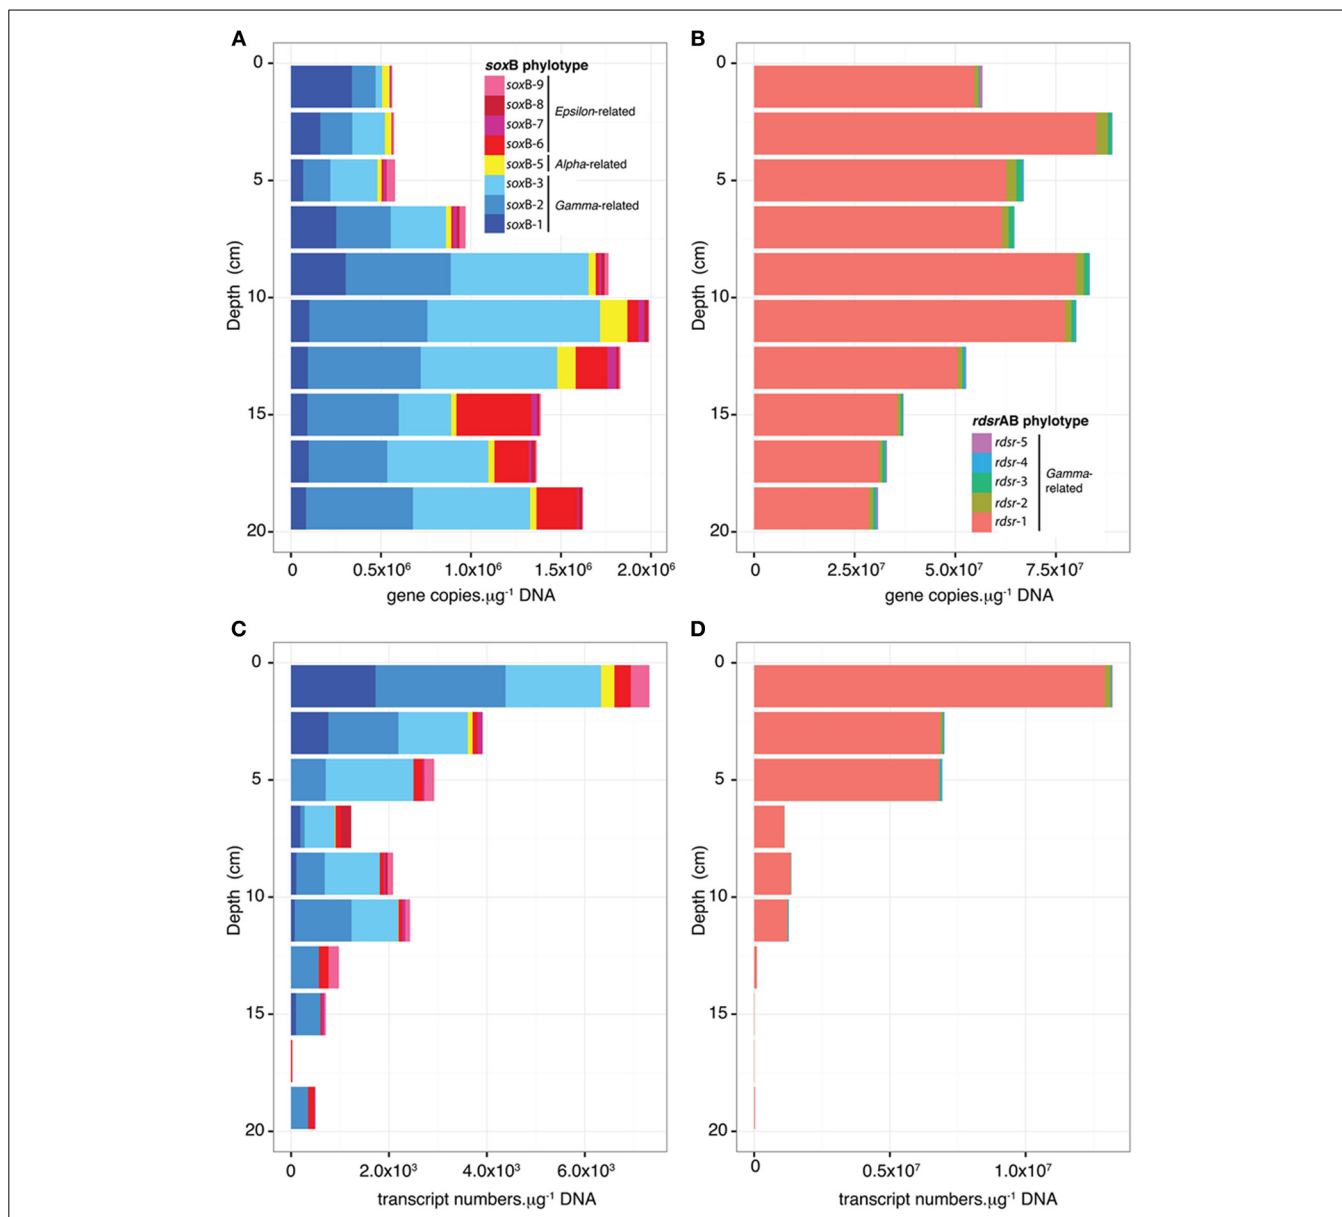 A
0
5
10
15
20
Depth (cm)
soxB phylotype
soxB-9
soxB-8
soxB-7
soxB-6
soxB-5
soxB-3
soxB-2
soxB-1
Epsilon-related
Alpha-related
Gamma-related
0
0.5x10⁶
1.0x10⁶
1.5x10⁶
2.0x10⁶
gene copies.µg⁻¹ DNA
B
0
5
10
15
20
Depth (cm)
rdsrAB phylotype
rdsr-5
rdsr-4
rdsr-3
rdsr-2
rdsr-1
Gamma-
related
0
2.5x10⁷
5.0x10⁷
7.5x10⁷
gene copies.µg⁻¹ DNA
C
0
5
10
15
20
Depth (cm)
0
2.0x10³
4.0x10³
6.0x10³
transcript numbers.µg⁻¹ DNA
D
0
5
10
15
20
Depth (cm)
0
0.5x10⁷
1.0x10⁷
transcript numbers.µg⁻¹ DNA